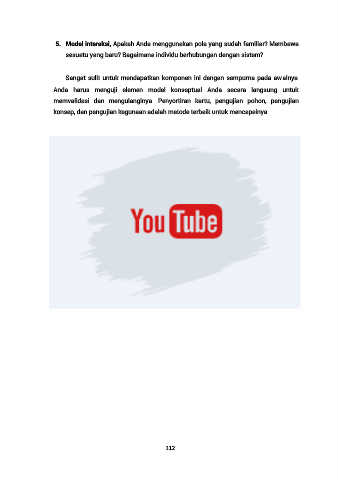 5. Model interaksi, Apakah Anda menggunakan pola yang sudah familier? Membawa
sesuatu yang baru? Bagaimana individu berhubungan dengan sistem?
Sangat sulit untuk mendapatkan komponen ini dengan sempurna pada awalnya
Anda harus menguji elemen model konseptual Anda secara langsung untuk
memvalidasi dan mengulanginya. Penyortiran kartu, pengujian pohon, pengujian
konsep, dan pengujian kegunaan adalah metode terbaik untuk mencapainya
YouTube
112